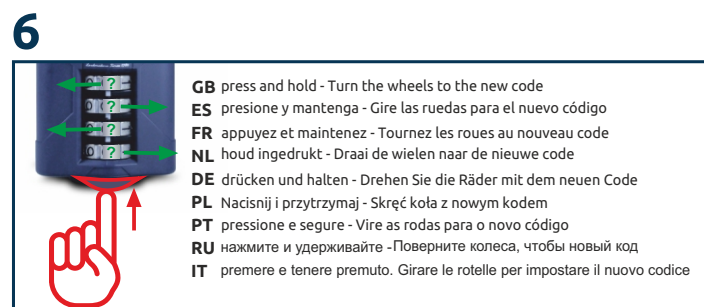 6
0 ?
0 ?
0 ?
0 ?
GB press and hold - Turn the wheels to the new code
ES presione y mantenga - Gire las ruedas para el nuevo código
FR appuyez et maintenez - Tournez les roues au nouveau code
NL houd ingedrukt - Draai de wielen naar de nieuwe code
DE drücken und halten - Drehen Sie die Räder mit dem neuen Code
PL Nacisnij i przytrzymaj - Skręć koła z nowym kodem
PT pressione e segure - Vire as rodas para o novo código
RU нажмите и удерживайте -Поверните колеса, чтобы новый код
IT premere e tenere premuto. Girare le rotelle per impostare il nuovo codice